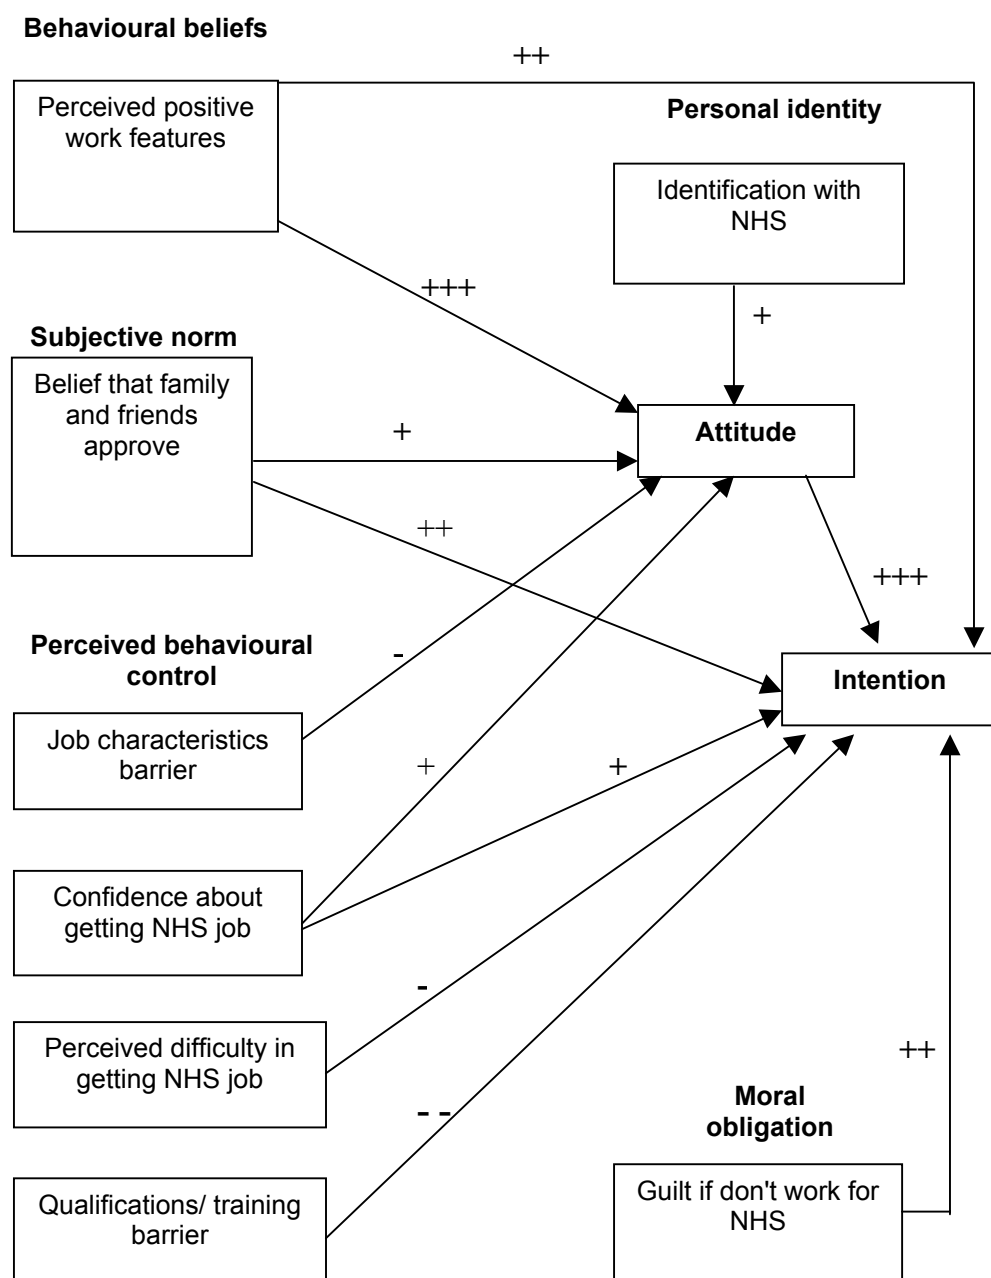 Behavioural beliefs
++
Perceived positive
work features
Personal identity
Identification with
NHS
+++
+
Subjective norm
Belief that family
and friends
approve
+
Attitude
++
+++
Perceived behavioural
control
-
Intention
Job characteristics
barrier
+
+
Confidence about
getting NHS job
-
Perceived difficulty in
getting NHS job
++
- -
Moral
obligation
Qualifications/ training
barrier
Guilt if don't work for
NHS